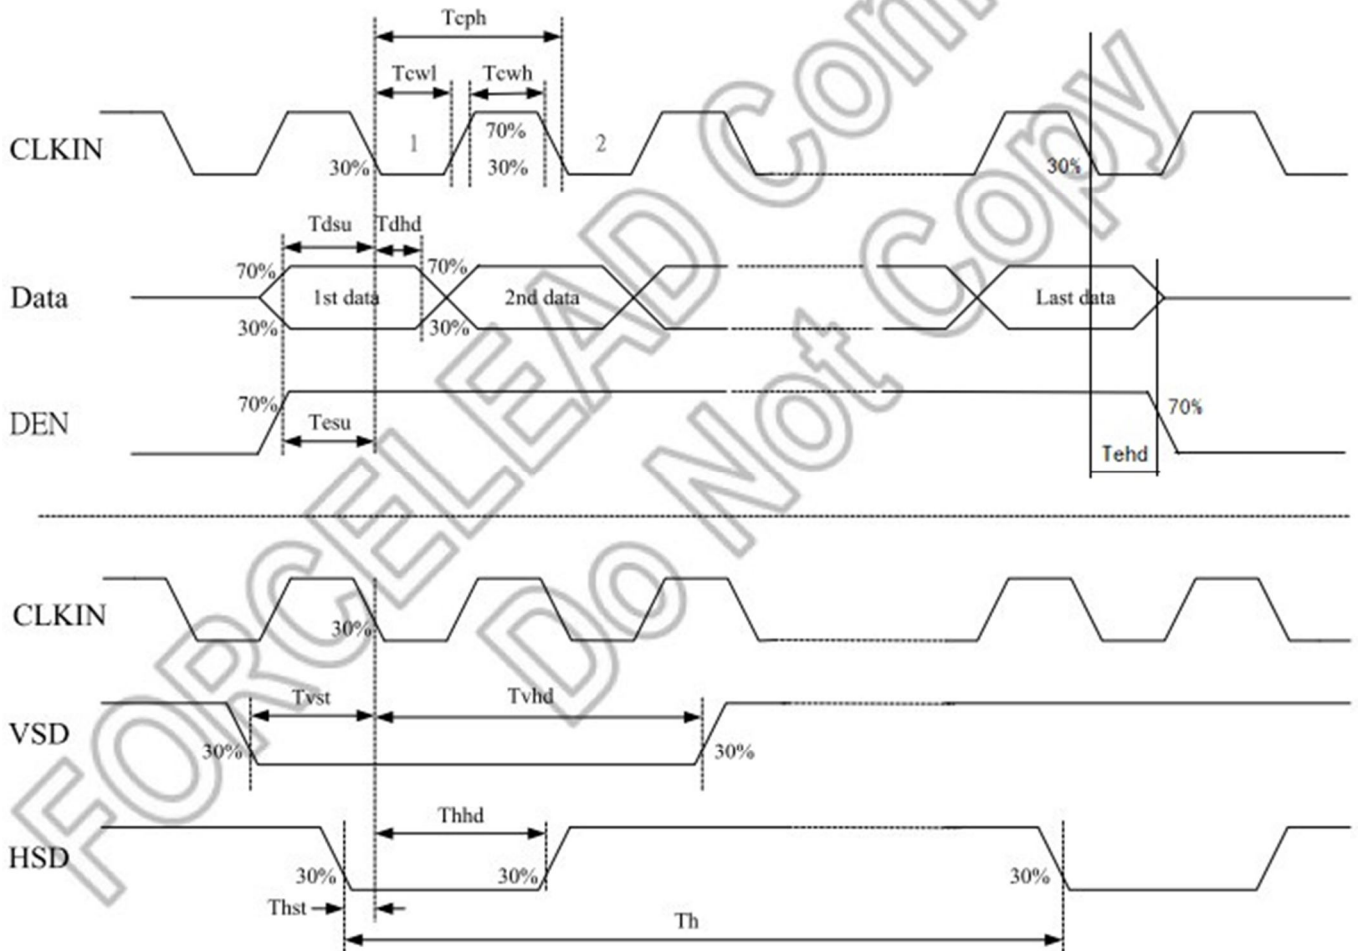 Tcph
Tcwl Tcwh
CLKIN 30% 1 70% 30% 2 30%
Tdsu Tdhd
Data 70% 30% 1st data 70% 30% 2nd data Last data
DEN 70% Tesu 70% Tehd
CLKIN 30%
VSD 30% Tvst Tvhd 30%
HSD 30% Thhd 30% 30%
Thst Th
FORCELEAD
Do Not Copy